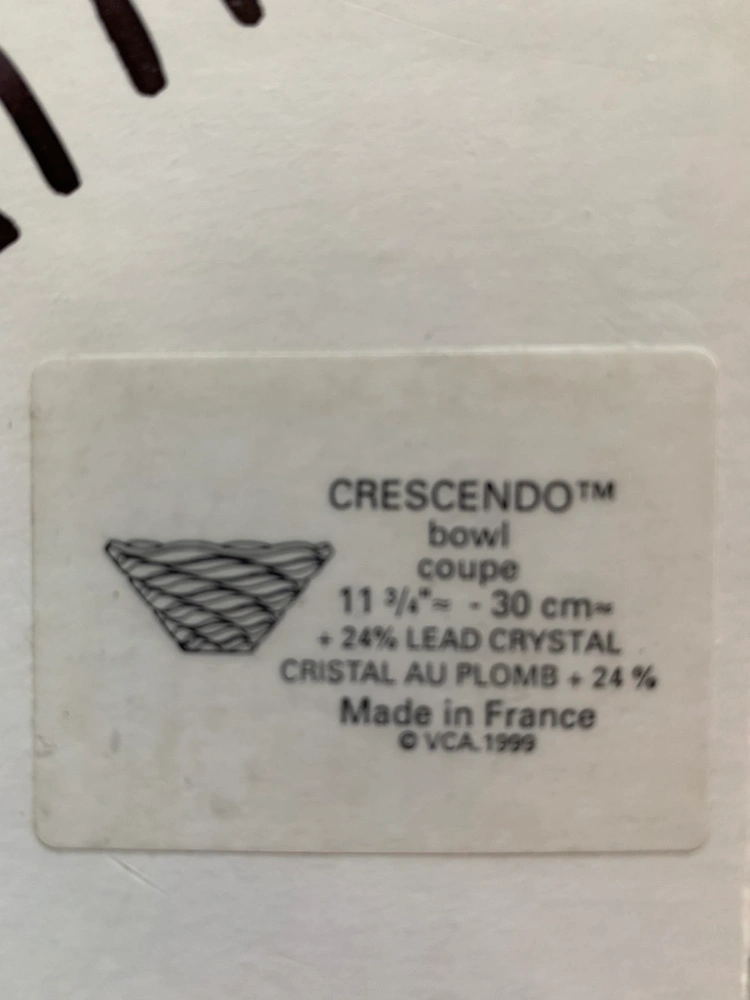 CRESCENDO™
bowl
coupe
11 3/4"≈ - 30 cm≈
+ 24% LEAD CRYSTAL
CRISTAL AU PLOMB + 24 %
Made in France
© VCA.1999